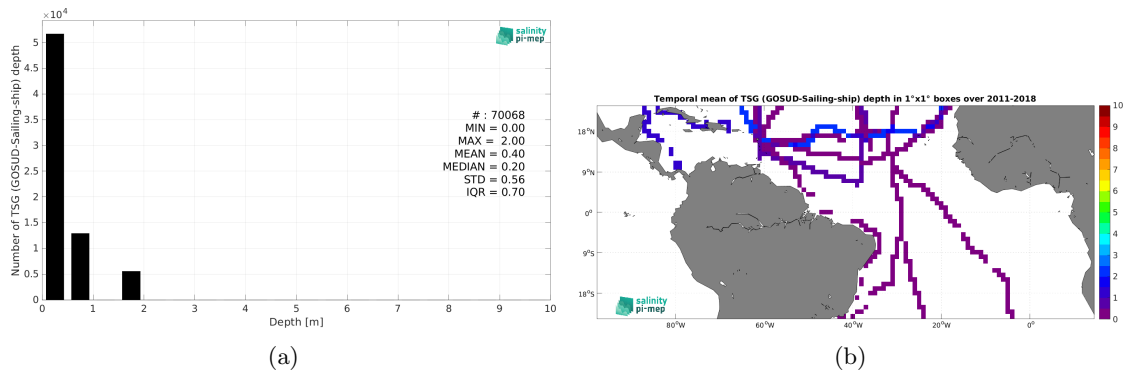 ×10⁴
Number of TSG (GOSUD-Sailing-ship) depth
5
4.5
4
3.5
3
2.5
2
1.5
1
0.5
0
0 1 2 3 4 5 6 7 8 9 10
Depth [m]
salinity
pi-mep
# : 70068
MIN = 0.00
MAX = 2.00
MEAN = 0.40
MEDIAN = 0.20
STD = 0.56
IQR = 0.70
(a)
Temporal mean of TSG (GOSUD-Sailing-ship) depth in 1°x1° boxes over 2011-2018
18°N
9°N
0°
9°S
18°S
80°W 60°W 40°W 20°W 0°
salinity
pi-mep
10
9
8
7
6
5
4
3
2
1
0
(b)